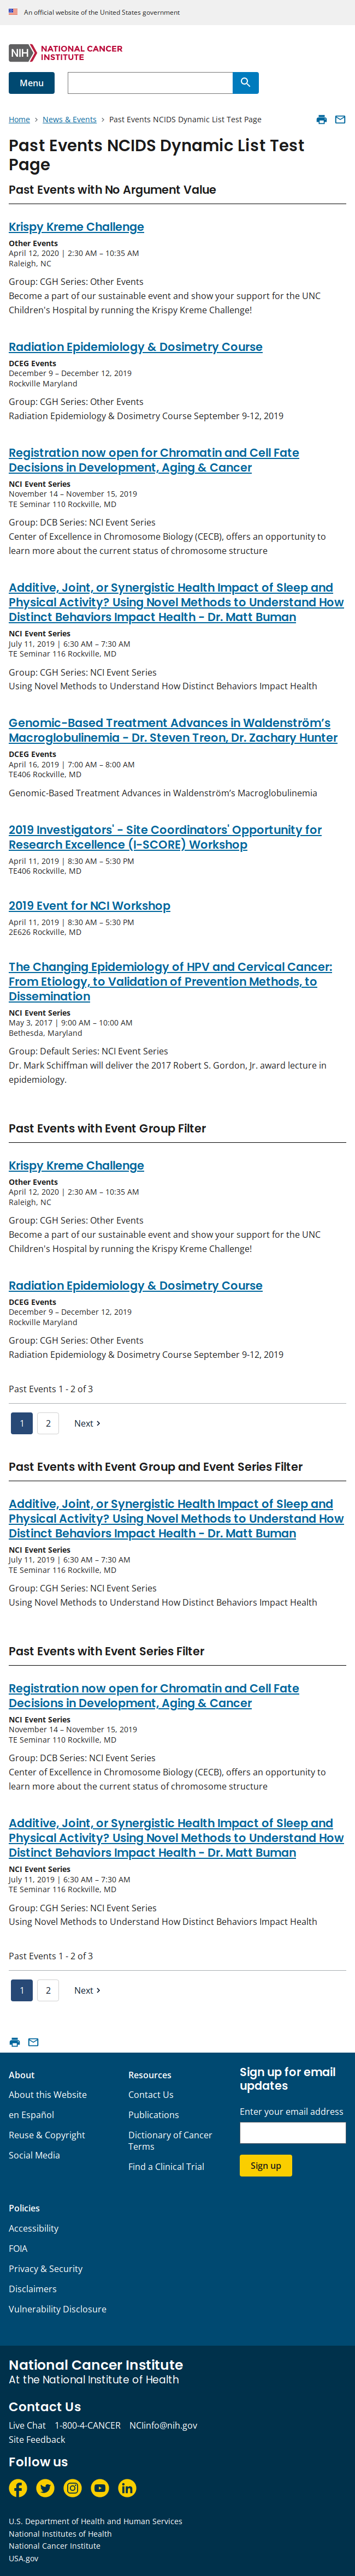 An official website of the United States government
NIH NATIONAL CANCER INSTITUTE
Menu
Home > News & Events > Past Events NCIDS Dynamic List Test Page
Past Events NCIDS Dynamic List Test
Page
Past Events with No Argument Value
Krispy Kreme Challenge
Other Events
April 12, 2020 | 2:30 AM – 10:35 AM
Raleigh, NC
Group: CGH Series: Other Events
Become a part of our sustainable event and show your support for the UNC
Children's Hospital by running the Krispy Kreme Challenge!
Radiation Epidemiology & Dosimetry Course
DCEG Events
December 9 – December 12, 2019
Rockville Maryland
Group: CGH Series: Other Events
Radiation Epidemiology & Dosimetry Course September 9-12, 2019
Registration now open for Chromatin and Cell Fate
Decisions in Development, Aging & Cancer
NCI Event Series
November 14 – November 15, 2019
TE Seminar 110 Rockville, MD
Group: DCB Series: NCI Event Series
Center of Excellence in Chromosome Biology (CECB), offers an opportunity to
learn more about the current status of chromosome structure
Additive, Joint, or Synergistic Health Impact of Sleep and
Physical Activity? Using Novel Methods to Understand How
Distinct Behaviors Impact Health - Dr. Matt Buman
NCI Event Series
July 11, 2019 | 6:30 AM – 7:30 AM
TE Seminar 116 Rockville, MD
Group: CGH Series: NCI Event Series
Using Novel Methods to Understand How Distinct Behaviors Impact Health
Genomic-Based Treatment Advances in Waldenström's
Macroglobulinemia - Dr. Steven Treon, Dr. Zachary Hunter
DCEG Events
April 16, 2019 | 7:00 AM – 8:00 AM
TE406 Rockville, MD
Genomic-Based Treatment Advances in Waldenström's Macroglobulinemia
2019 Investigators' - Site Coordinators' Opportunity for
Research Excellence (I-SCORE) Workshop
April 11, 2019 | 8:30 AM – 5:30 PM
TE406 Rockville, MD
2019 Event for NCI Workshop
April 11, 2019 | 8:30 AM – 5:30 PM
2E626 Rockville, MD
The Changing Epidemiology of HPV and Cervical Cancer:
From Etiology, to Validation of Prevention Methods, to
Dissemination
NCI Event Series
May 3, 2017 | 9:00 AM – 10:00 AM
Bethesda, Maryland
Group: Default Series: NCI Event Series
Dr. Mark Schiffman will deliver the 2017 Robert S. Gordon, Jr. award lecture in
epidemiology.
Past Events with Event Group Filter
Krispy Kreme Challenge
Other Events
April 12, 2020 | 2:30 AM – 10:35 AM
Raleigh, NC
Group: CGH Series: Other Events
Become a part of our sustainable event and show your support for the UNC
Children's Hospital by running the Krispy Kreme Challenge!
Radiation Epidemiology & Dosimetry Course
DCEG Events
December 9 – December 12, 2019
Rockville Maryland
Group: CGH Series: Other Events
Radiation Epidemiology & Dosimetry Course September 9-12, 2019
Past Events 1 - 2 of 3
1 2 Next >
Past Events with Event Group and Event Series Filter
Additive, Joint, or Synergistic Health Impact of Sleep and
Physical Activity? Using Novel Methods to Understand How
Distinct Behaviors Impact Health - Dr. Matt Buman
NCI Event Series
July 11, 2019 | 6:30 AM – 7:30 AM
TE Seminar 116 Rockville, MD
Group: CGH Series: NCI Event Series
Using Novel Methods to Understand How Distinct Behaviors Impact Health
Past Events with Event Series Filter
Registration now open for Chromatin and Cell Fate
Decisions in Development, Aging & Cancer
NCI Event Series
November 14 – November 15, 2019
TE Seminar 110 Rockville, MD
Group: DCB Series: NCI Event Series
Center of Excellence in Chromosome Biology (CECB), offers an opportunity to
learn more about the current status of chromosome structure
Additive, Joint, or Synergistic Health Impact of Sleep and
Physical Activity? Using Novel Methods to Understand How
Distinct Behaviors Impact Health - Dr. Matt Buman
NCI Event Series
July 11, 2019 | 6:30 AM – 7:30 AM
TE Seminar 116 Rockville, MD
Group: CGH Series: NCI Event Series
Using Novel Methods to Understand How Distinct Behaviors Impact Health
Past Events 1 - 2 of 3
1 2 Next >
About
About this Website
en Español
Reuse & Copyright
Social Media
Resources
Contact Us
Publications
Dictionary of Cancer
Terms
Find a Clinical Trial
Sign up for email
updates
Enter your email address
Sign up
Policies
Accessibility
FOIA
Privacy & Security
Disclaimers
Vulnerability Disclosure
National Cancer Institute
At the National Institutes of Health
Contact Us
Live Chat 1-800-4-CANCER NCIinfo@nih.gov
Site Feedback
Follow us
U.S. Department of Health and Human Services
National Institutes of Health
National Cancer Institute
USA.gov